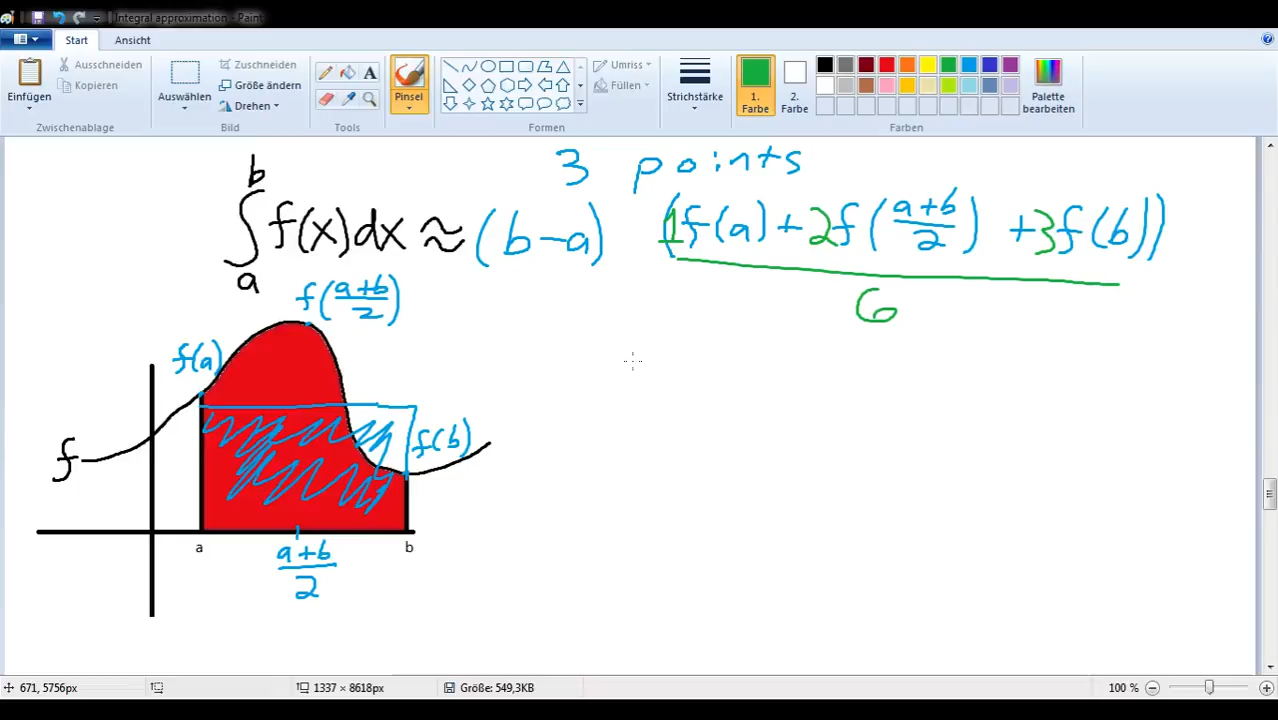 Integral approximation - Paint
Start Ansicht
Einfügen Ausschneiden Kopieren Zwischenablage
Auswählen Zuschneiden Größe ändern Drehen Bild
Tools
Pinsel
Umriss Füllen Formen
Strichstärke
1. Farbe 2. Farbe Palette bearbeiten Farben
3 points
∫_a^b f(x)dx ≈ (b-a) (1f(a)+2f((a+b)/2)+3f(b))/6
f((a+b)/2)
f(a)
f
f(b)
a b
(a+b)/2
671, 5756px 1337 × 8618px Größe: 549,3KB 100 %